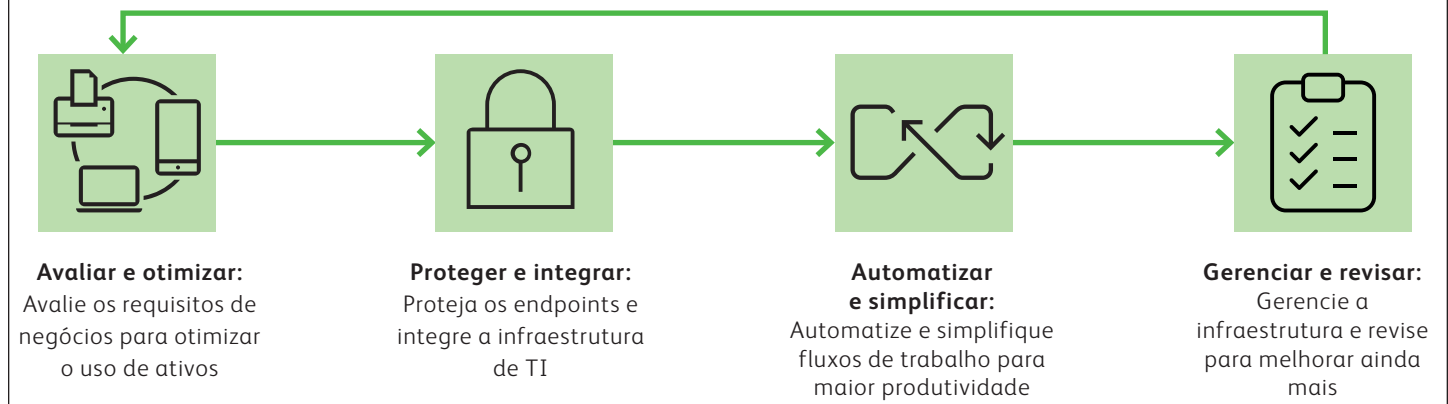 Avaliar e otimizar:
Avalie os requisitos de
negócios para otimizar
o uso de ativos
Proteger e integrar:
Proteja os endpoints e
integre a infraestrutura
de TI
Automatizar
e simplificar:
Automatize e simplifique
fluxos de trabalho para
maior produtividade
Gerenciar e revisar:
Gerencie a
infraestrutura e revise
para melhorar ainda
mais